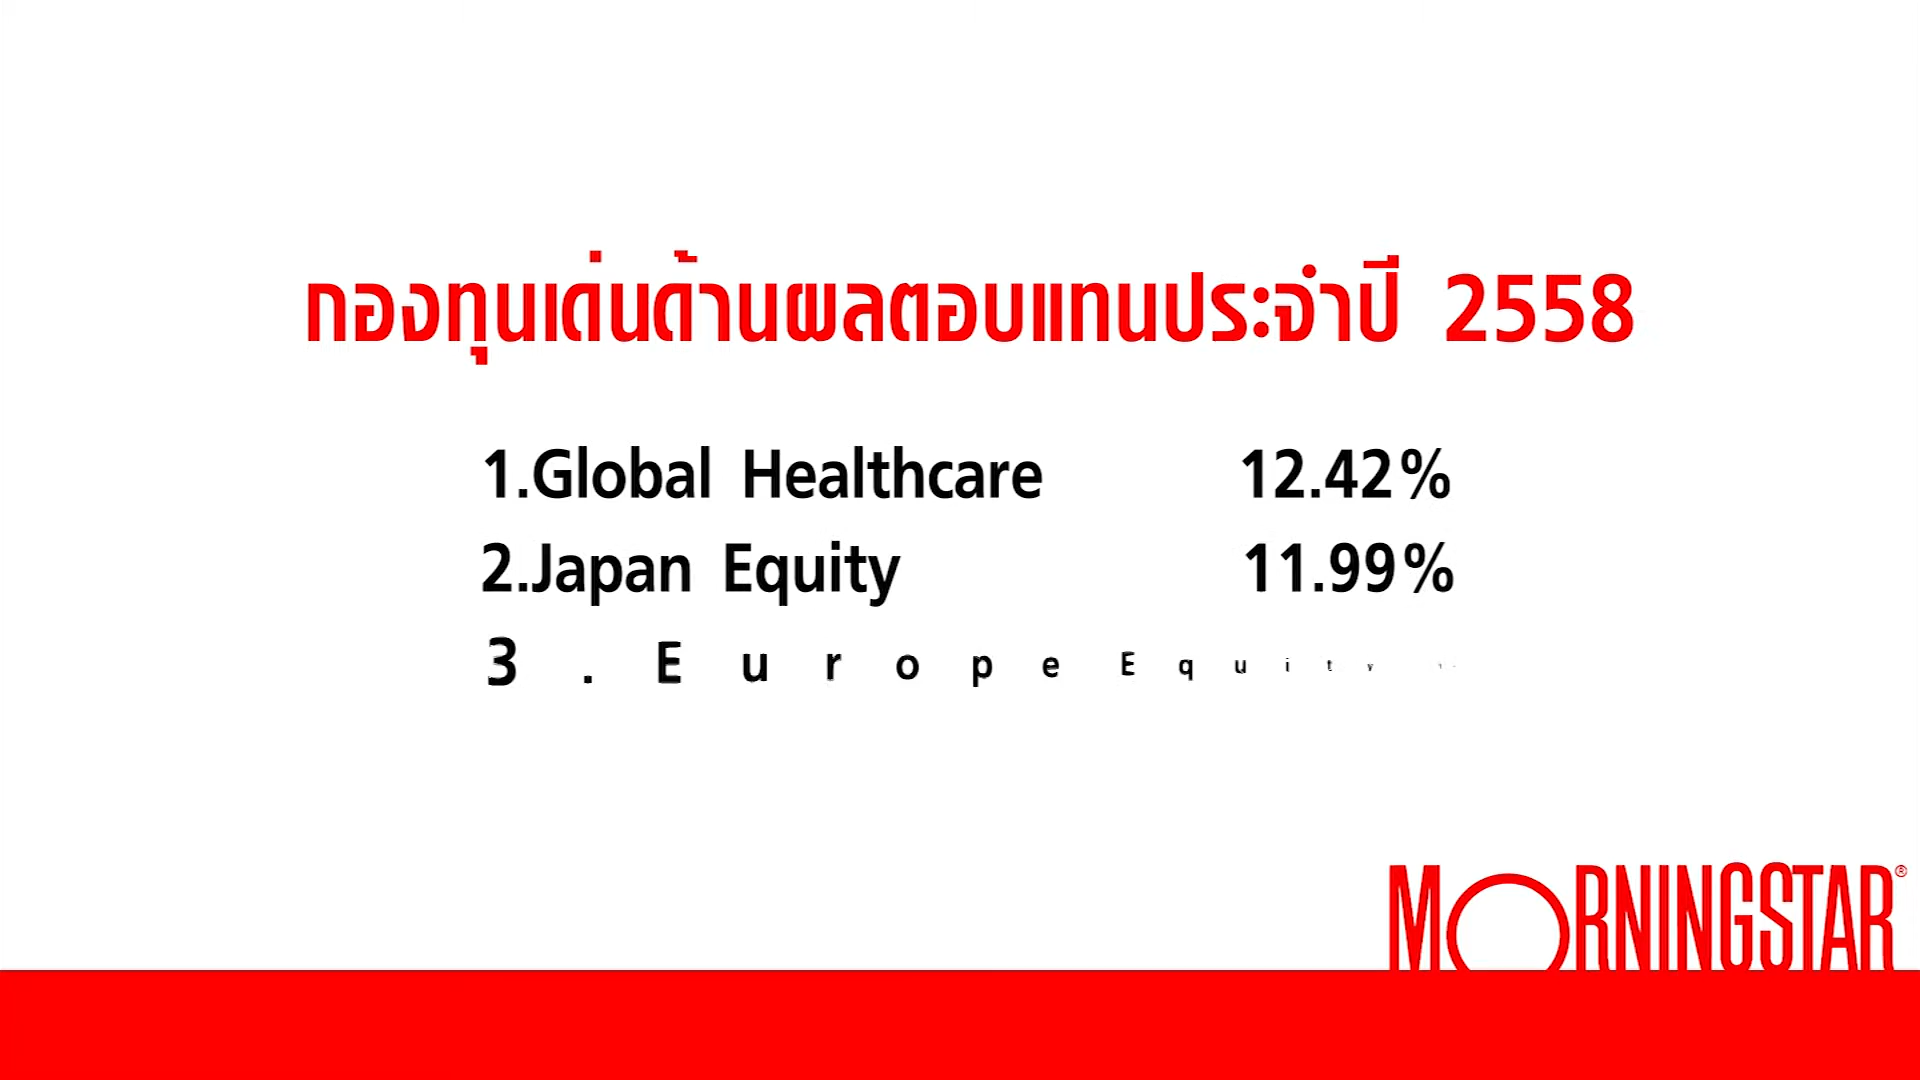 กองทุนเด่นด้านผลตอบแทนประจำปี 2558
1.Global Healthcare 12.42%
2.Japan Equity 11.99%
3. Europe Equity
MORNINGSTAR®